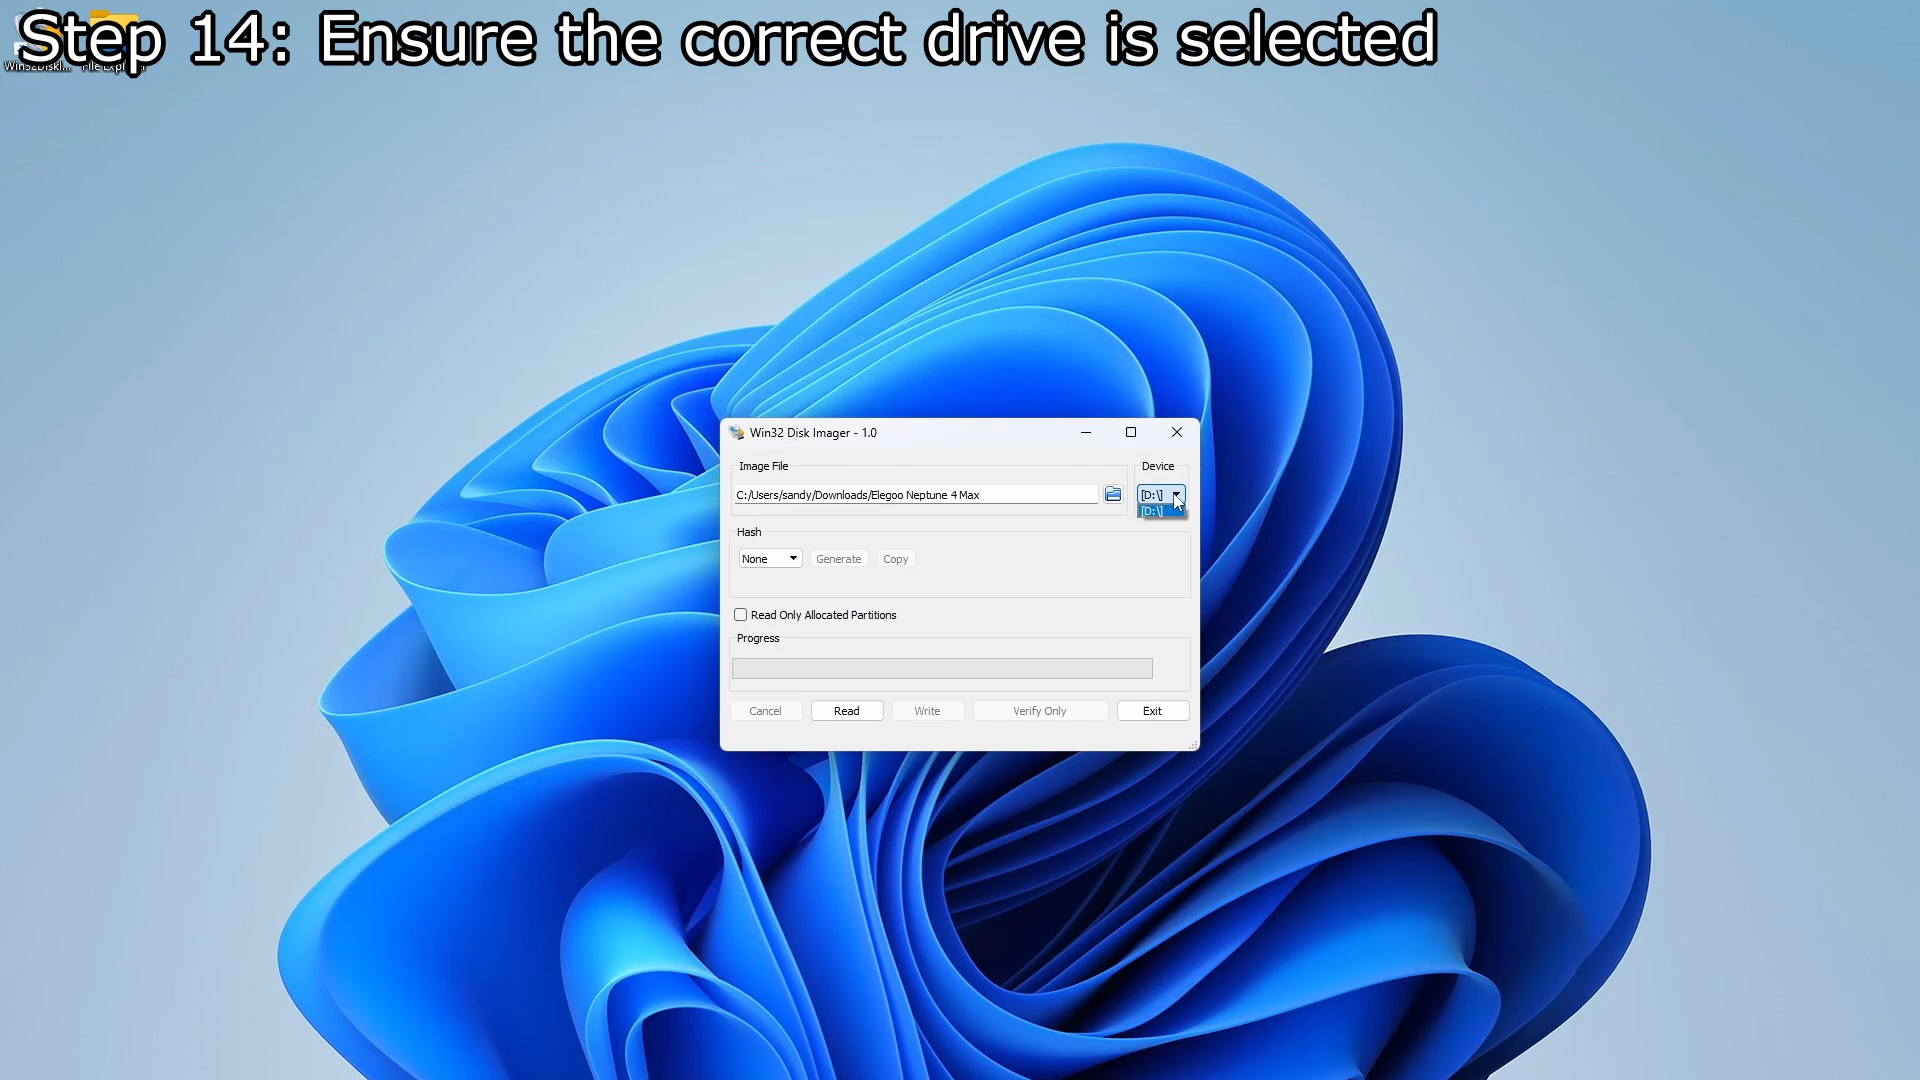 Step 14: Ensure the correct drive is selected
Win32 Disk Imager - 1.0
Image File
Device
C:/Users/sandy/Downloads/Elegoo Neptune 4 Max
[D:\]
[D:\]
Hash
None
Generate
Copy
Read Only Allocated Partitions
Progress
Cancel
Read
Write
Verify Only
Exit